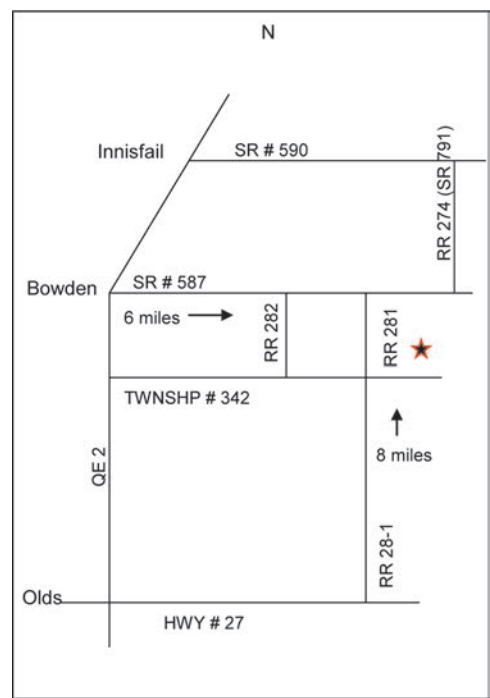 N
Innisfail
SR # 590
RR 274 (SR 791)
Bowden
SR # 587
6 miles
RR 282
RR 281
TWNSHP # 342
QE 2
8 miles
RR 28-1
Olds
HWY # 27